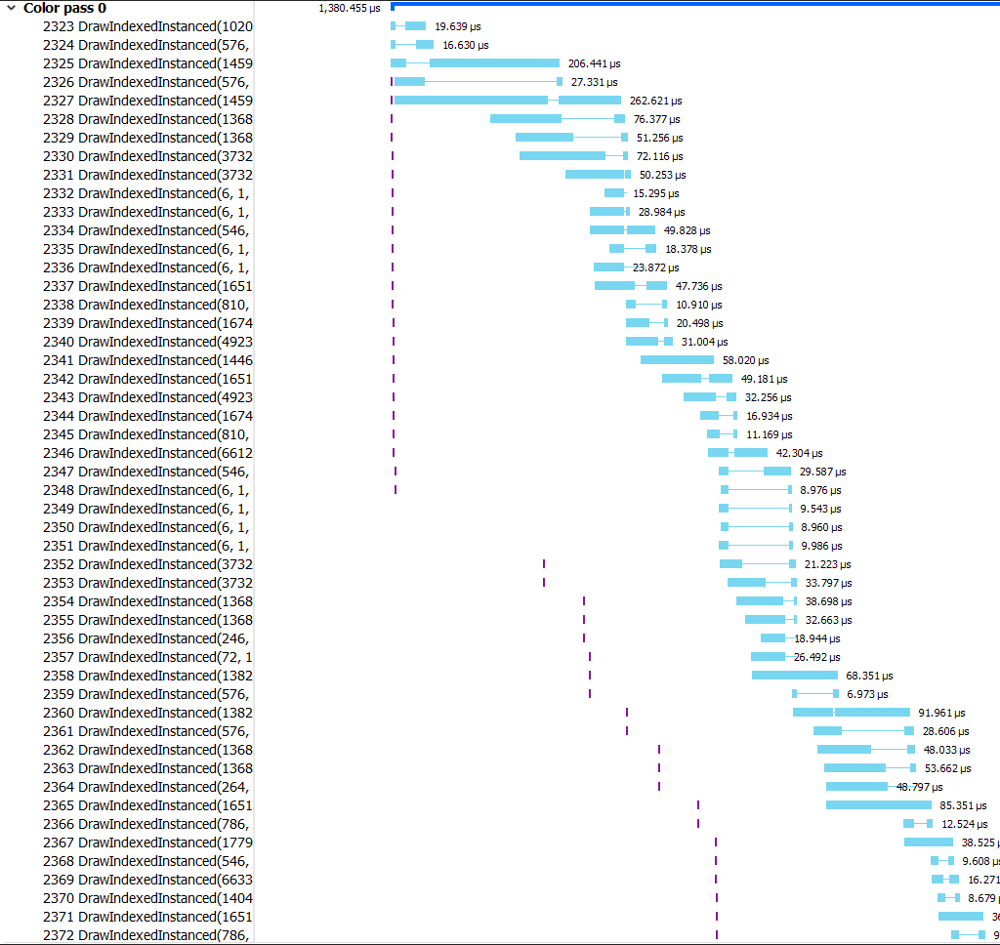 Color pass 0 1,380.455 µs
2323 DrawIndexedInstanced(1020 19.639 µs
2324 DrawIndexedInstanced(576, 16.630 µs
2325 DrawIndexedInstanced(1459 206.441 µs
2326 DrawIndexedInstanced(576, 27.331 µs
2327 DrawIndexedInstanced(1459 262.621 µs
2328 DrawIndexedInstanced(1368 76.377 µs
2329 DrawIndexedInstanced(1368 51.256 µs
2330 DrawIndexedInstanced(3732 72.116 µs
2331 DrawIndexedInstanced(3732 50.253 µs
2332 DrawIndexedInstanced(6, 1, 15.295 µs
2333 DrawIndexedInstanced(6, 1, 28.984 µs
2334 DrawIndexedInstanced(546, 49.828 µs
2335 DrawIndexedInstanced(6, 1, 18.378 µs
2336 DrawIndexedInstanced(6, 1, 23.872 µs
2337 DrawIndexedInstanced(1651 47.736 µs
2338 DrawIndexedInstanced(810, 10.910 µs
2339 DrawIndexedInstanced(1674 20.498 µs
2340 DrawIndexedInstanced(4923 31.004 µs
2341 DrawIndexedInstanced(1446 58.020 µs
2342 DrawIndexedInstanced(1651 49.181 µs
2343 DrawIndexedInstanced(4923 32.256 µs
2344 DrawIndexedInstanced(1674 16.934 µs
2345 DrawIndexedInstanced(810, 11.169 µs
2346 DrawIndexedInstanced(6612 42.304 µs
2347 DrawIndexedInstanced(546, 29.587 µs
2348 DrawIndexedInstanced(6, 1, 8.976 µs
2349 DrawIndexedInstanced(6, 1, 9.543 µs
2350 DrawIndexedInstanced(6, 1, 8.960 µs
2351 DrawIndexedInstanced(6, 1, 9.986 µs
2352 DrawIndexedInstanced(3732 21.223 µs
2353 DrawIndexedInstanced(3732 33.797 µs
2354 DrawIndexedInstanced(1368 38.698 µs
2355 DrawIndexedInstanced(1368 32.663 µs
2356 DrawIndexedInstanced(246, 18.944 µs
2357 DrawIndexedInstanced(72, 1 26.492 µs
2358 DrawIndexedInstanced(1382 68.351 µs
2359 DrawIndexedInstanced(576, 6.973 µs
2360 DrawIndexedInstanced(1382 91.961 µs
2361 DrawIndexedInstanced(576, 28.606 µs
2362 DrawIndexedInstanced(1368 48.033 µs
2363 DrawIndexedInstanced(1368 53.662 µs
2364 DrawIndexedInstanced(264, 48.797 µs
2365 DrawIndexedInstanced(1651 85.351 µs
2366 DrawIndexedInstanced(786, 12.524 µs
2367 DrawIndexedInstanced(1779 38.525 µ
2368 DrawIndexedInstanced(546, 9.608 µs
2369 DrawIndexedInstanced(6633 16.271
2370 DrawIndexedInstanced(1404 8.679 µ
2371 DrawIndexedInstanced(1651 36
2372 DrawIndexedInstanced(786, 9